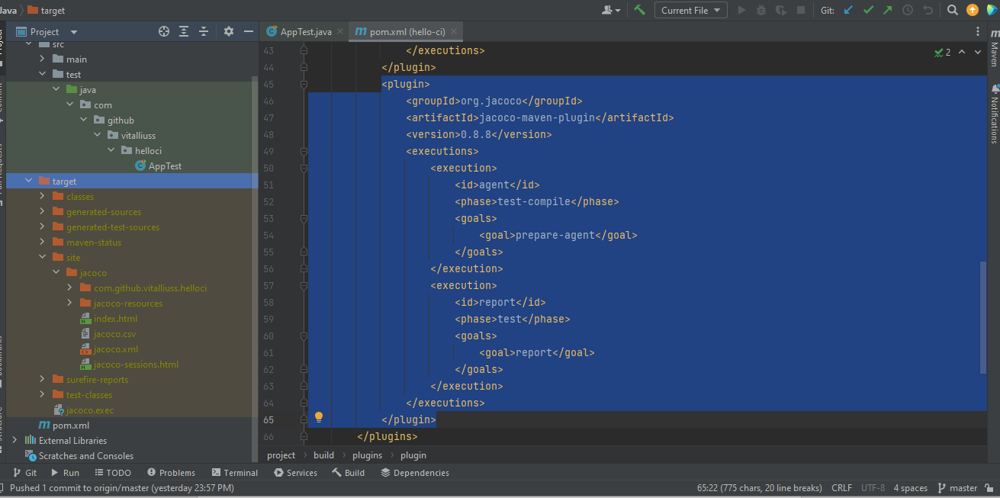 Java
target
Current File
Git:
Project
AppTest.java
pom.xml (hello-ci)
src
main
test
java
com
github
vitalliuss
helloci
AppTest
target
classes
generated-sources
generated-test-sources
maven-status
site
jacoco
com.github.vitalliuss.helloci
jacoco-resources
index.html
jacoco.csv
jacoco.xml
jacoco-sessions.html
surefire-reports
test-classes
jacoco.exec
pom.xml
External Libraries
Scratches and Consoles
2
43 </executions>
44 </plugin>
45 <plugin>
46 <groupId>org.jacoco</groupId>
47 <artifactId>jacoco-maven-plugin</artifactId>
48 <version>0.8.8</version>
49 <executions>
50 <execution>
51 <id>agent</id>
52 <phase>test-compile</phase>
53 <goals>
54 <goal>prepare-agent</goal>
55 </goals>
56 </execution>
57 <execution>
58 <id>report</id>
59 <phase>test</phase>
60 <goals>
61 <goal>report</goal>
62 </goals>
63 </execution>
64 </executions>
65 </plugin>
66 </plugins>
Maven
Notifications
project
build
plugins
plugin
Git
Run
TODO
Problems
Terminal
Services
Build
Dependencies
Pushed 1 commit to origin/master (yesterday 23:57 PM)
65:22 (775 chars, 20 line breaks)
CRLF
UTF-8
4 spaces
master